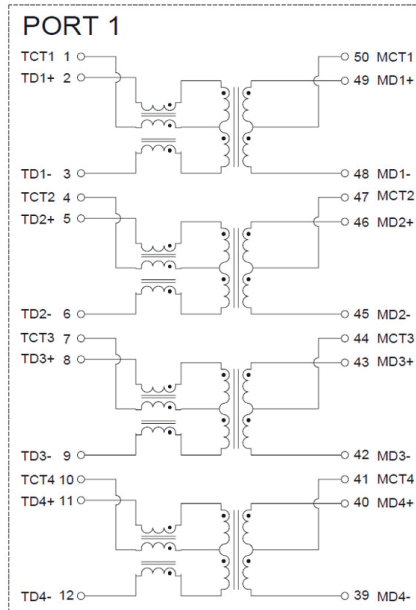 PORT 1
TCT1 1 50 MCT1
TD1+ 2 49 MD1+
TD1- 3 48 MD1-
TCT2 4 47 MCT2
TD2+ 5 46 MD2+
TD2- 6 45 MD2-
TCT3 7 44 MCT3
TD3+ 8 43 MD3+
TD3- 9 42 MD3-
TCT4 10 41 MCT4
TD4+ 11 40 MD4+
TD4- 12 39 MD4-